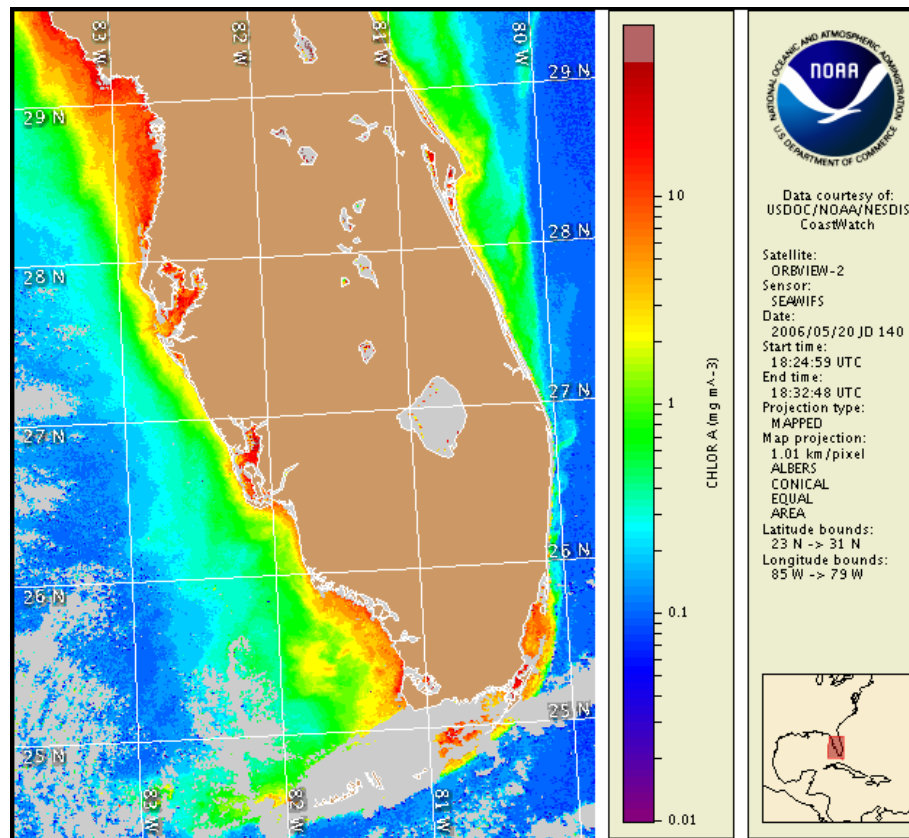 83 W
82 W
81 W
80 W
29 N
29 N
28 N
28 N
27 N
27 N
26 N
26 N
25 N
25 N
83 W
82 W
81 W
10
1
0.1
0.01
CHLOR A (mg m^-3)
NATIONAL OCEANIC AND ATMOSPHERIC ADMINISTRATION
NOAA
U.S. DEPARTMENT OF COMMERCE
Data courtesy of:
USDOC/NOAA/NESDIS
CoastWatch
Satellite:
ORBVIEW-2
Sensor:
SEAWIFS
Date:
2006/05/20 JD 140
Start time:
18:24:59 UTC
End time:
18:32:48 UTC
Projection type:
MAPPED
Map projection:
1.01 km/pixel
ALBERS
CONICAL
EQUAL
AREA
Latitude bounds:
23 N -> 31 N
Longitude bounds:
85 W -> 79 W